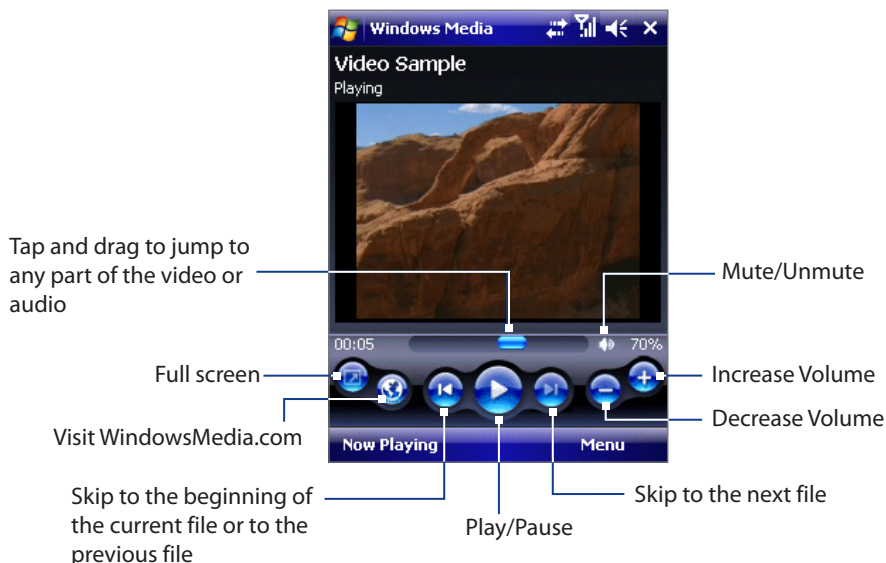 Windows Media
Video Sample
Playing
Tap and drag to jump to
any part of the video or
audio
Mute/Unmute
00:05
70%
Full screen
Increase Volume
Visit WindowsMedia.com
Decrease Volume
Now Playing
Menu
Skip to the beginning of
the current file or to the
previous file
Play/Pause
Skip to the next file